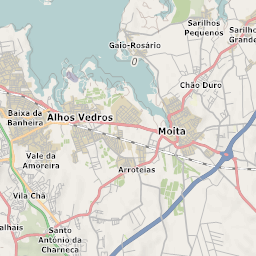 Sarilhos
Pequenos
Sarilhos
Grande
Gaio-Rosário
Chão Duro
Baixa da
Banheira
Alhos Vedros
Moita
Vale da
Amoreira
Arroteias
Vila Chã
alhais
Santo
António da
Charneca